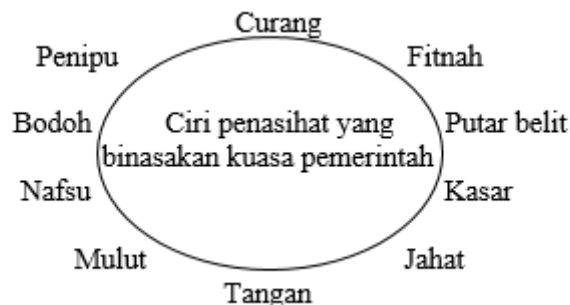 Curang
Penipu
Fitnah
Bodoh
Ciri penasihat yang
binasakan kuasa pemerintah
Putar belit
Nafsu
Kasar
Mulut
Jahat
Tangan